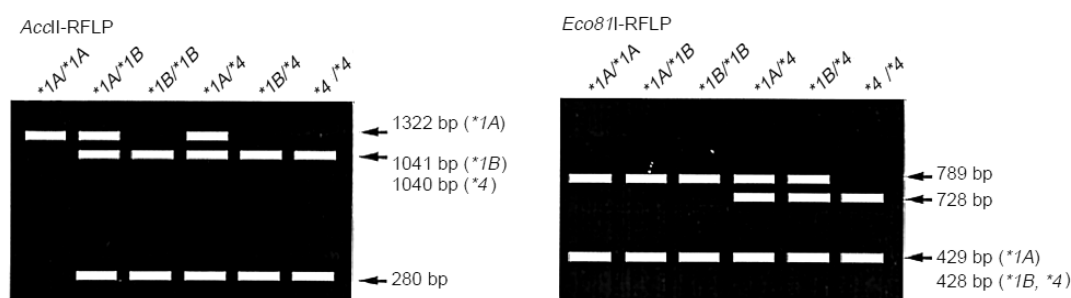 AccII-RFLP
*1A/*1A
*1A/*1B
*1B/*1B
*1A/*4
*1B/*4
*4 /*4
1322 bp (*1A)
1041 bp (*1B)
1040 bp (*4)
280 bp
Eco81I-RFLP
*1A/*1A
*1A/*1B
*1B/*1B
*1A/*4
*1B/*4
*4 /*4
789 bp
728 bp
429 bp (*1A)
428 bp (*1B, *4)